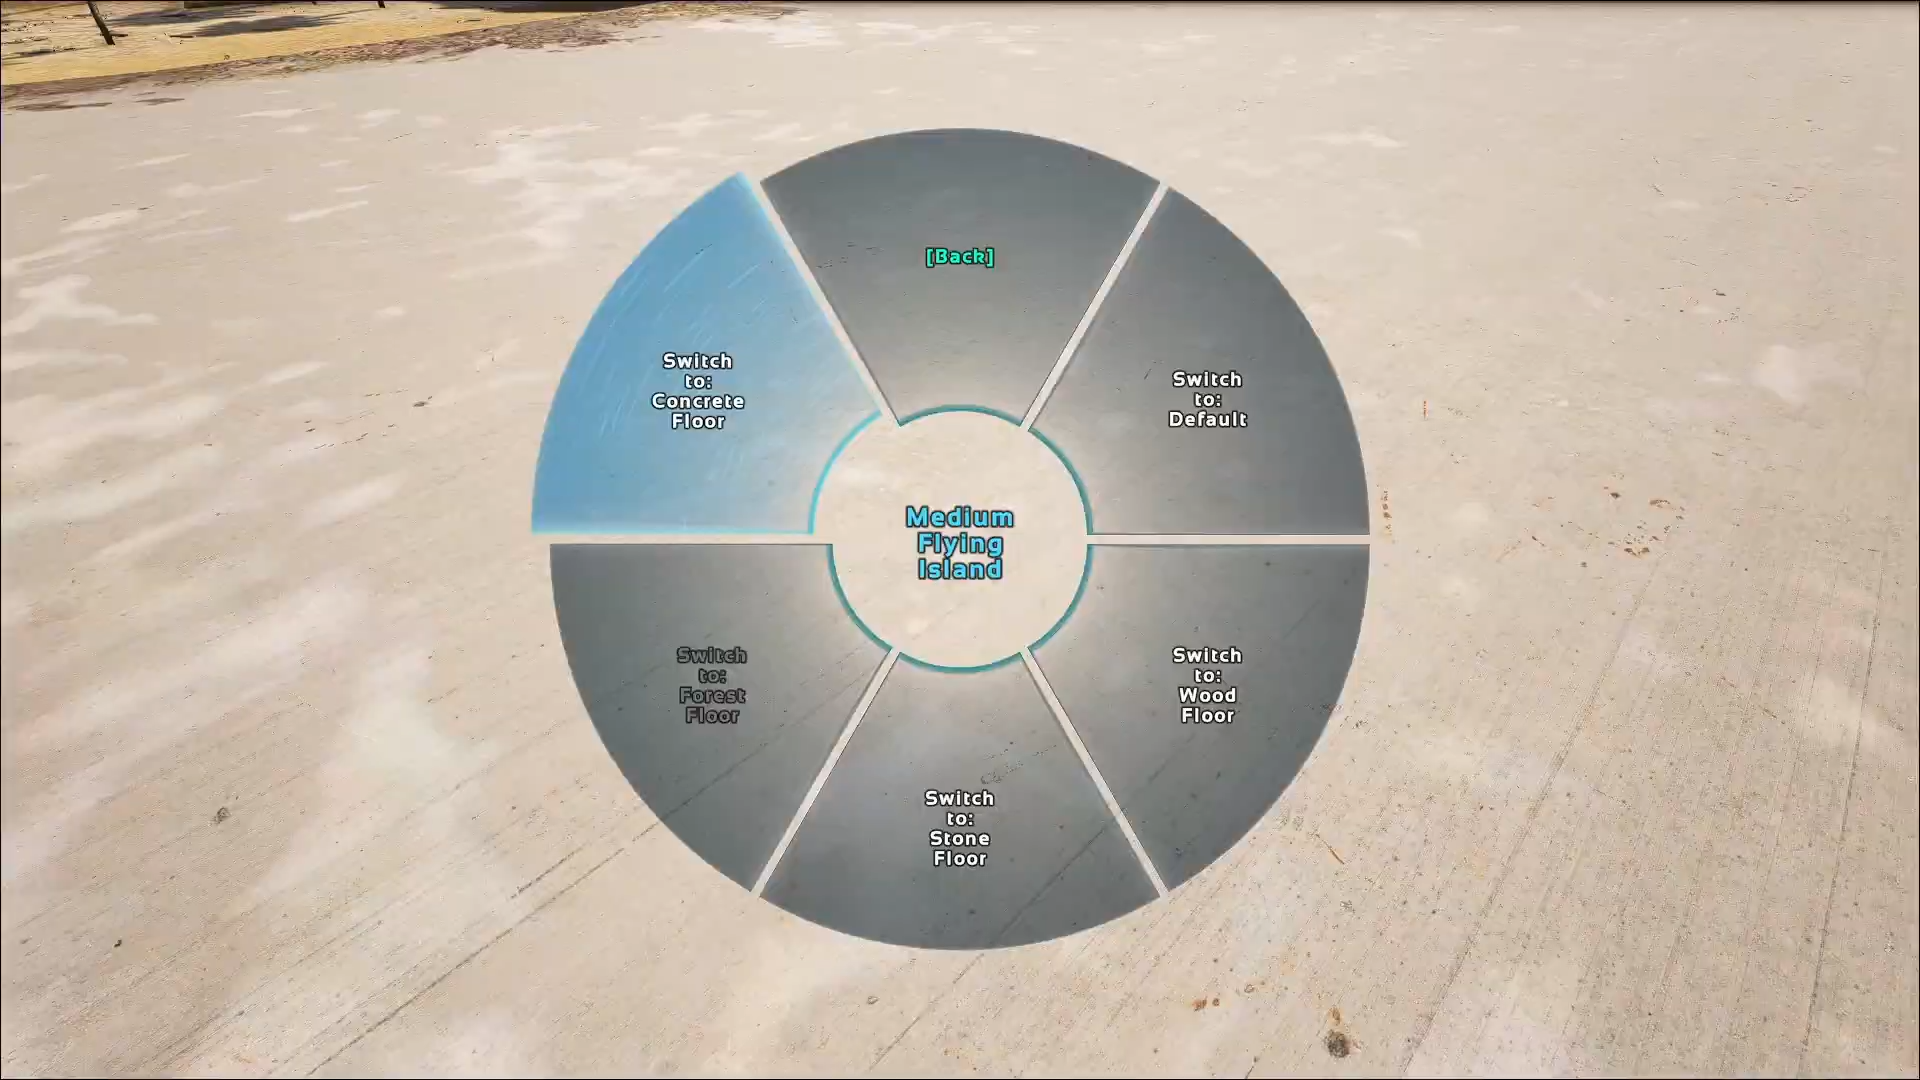 [Back]
Switch
to:
Concrete
Floor
Switch
to:
Default
Medium
Flying
Island
Switch
to:
Forest
Floor
Switch
to:
Wood
Floor
Switch
to:
Stone
Floor